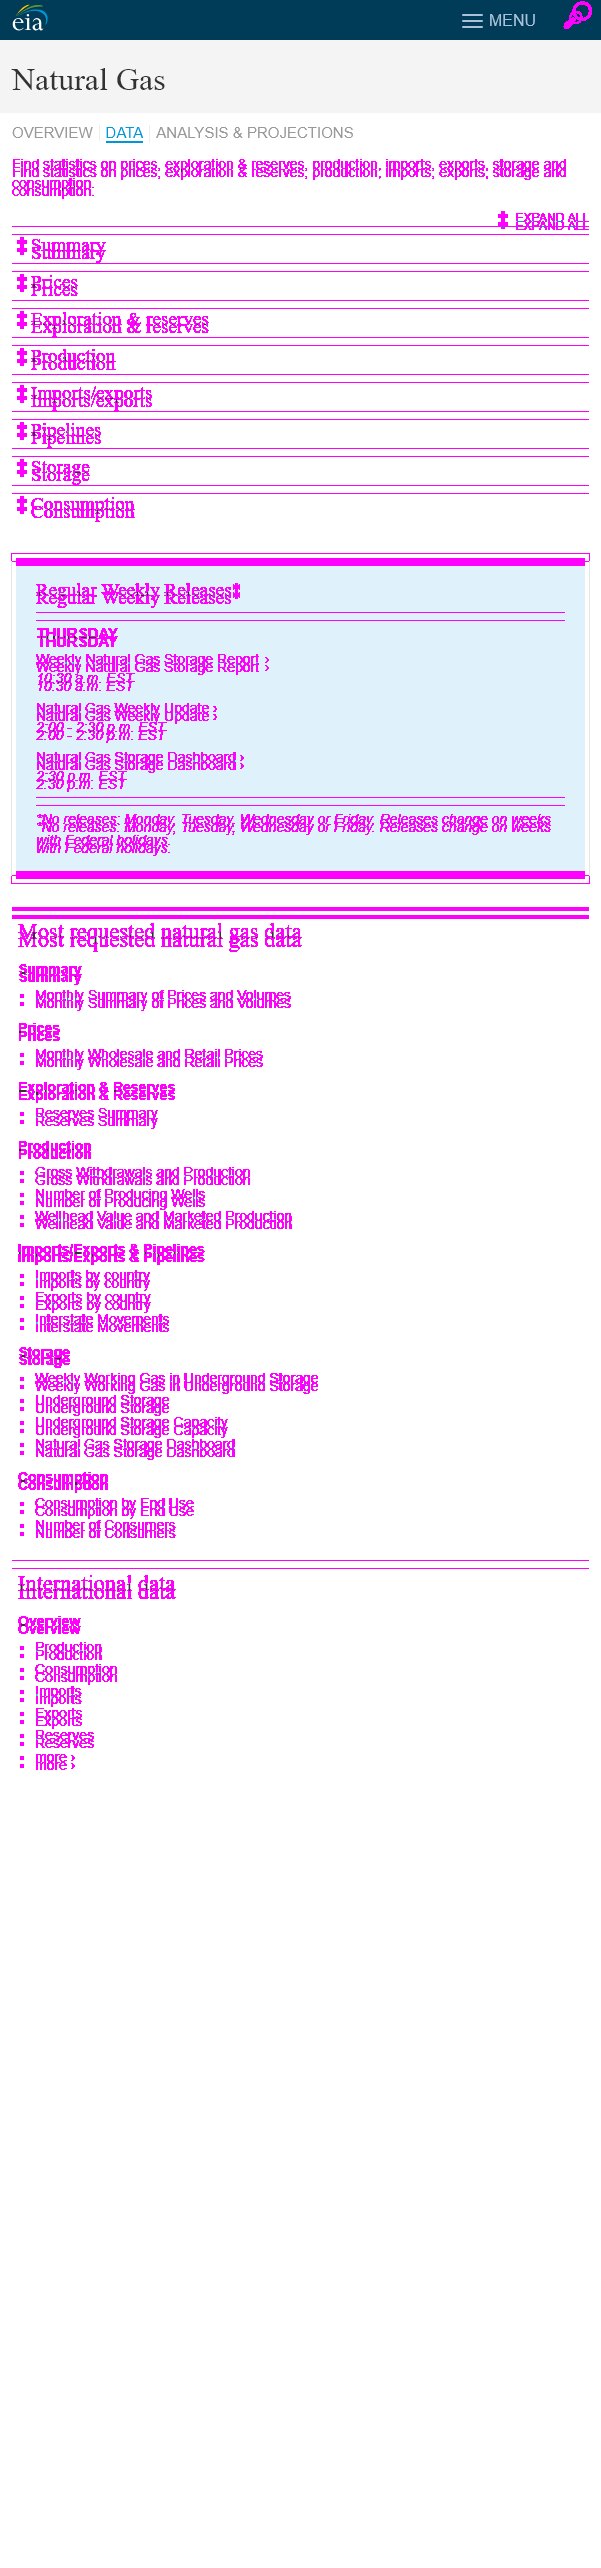 eia
MENU
Natural Gas
OVERVIEW
DATA
ANALYSIS & PROJECTIONS
Find statistics on prices, exploration & reserves, production, imports, exports, storage and
consumption.
EXPAND ALL
Summary
Prices
Exploration & reserves
Production
Imports/exports
Pipelines
Storage
Consumption
Regular Weekly Releases‡
THURSDAY
Weekly Natural Gas Storage Report ›
10:30 a.m. EST
Natural Gas Weekly Update ›
2:00 - 2:30 p.m. EST
Natural Gas Storage Dashboard ›
2:30 p.m. EST
‡No releases: Monday, Tuesday, Wednesday or Friday. Releases change on weeks
with Federal holidays.
Most requested natural gas data
Summary
Monthly Summary of Prices and Volumes
Prices
Monthly Wholesale and Retail Prices
Exploration & Reserves
Reserves Summary
Production
Gross Withdrawals and Production
Number of Producing Wells
Wellhead Value and Marketed Production
Imports/Exports & Pipelines
Imports by country
Exports by country
Interstate Movements
Storage
Weekly Working Gas in Underground Storage
Underground Storage
Underground Storage Capacity
Natural Gas Storage Dashboard
Consumption
Consumption by End Use
Number of Consumers
International data
Overview
Production
Consumption
Imports
Exports
Reserves
more ›